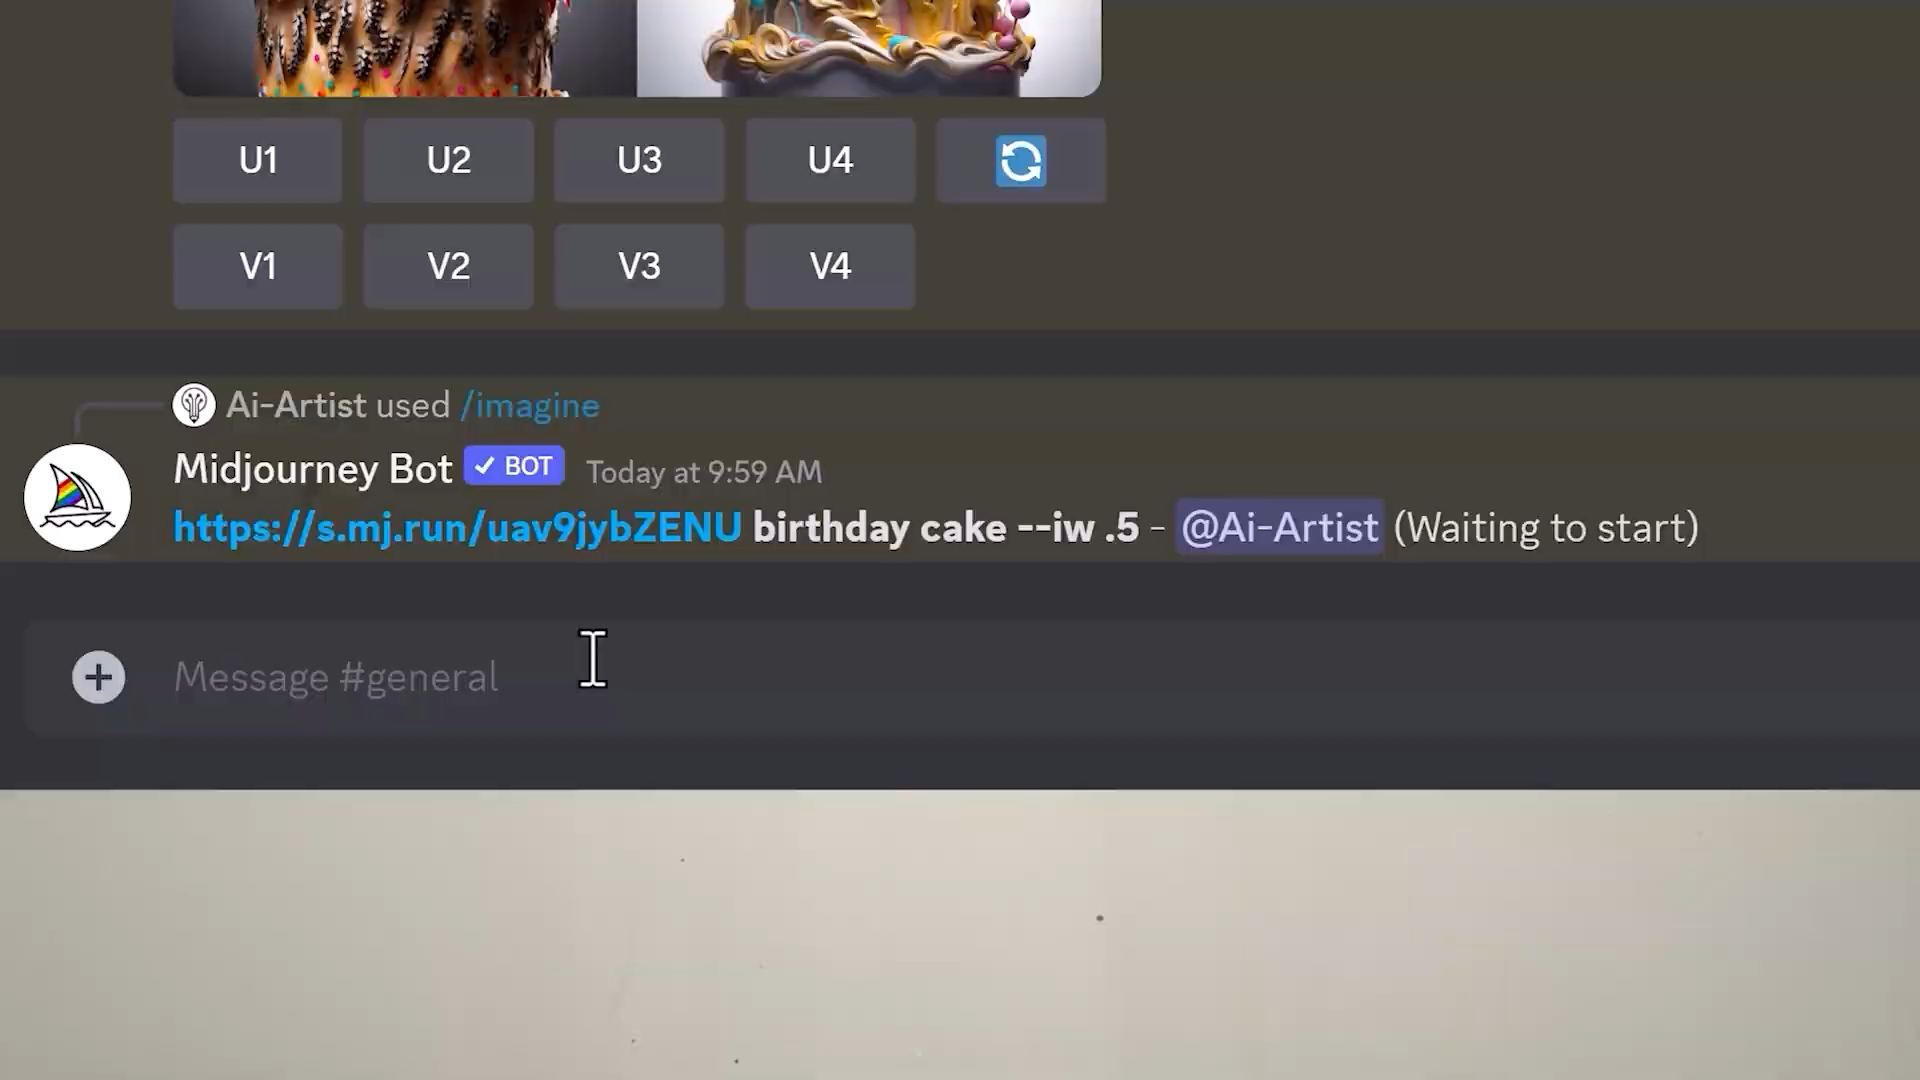 U1 U2 U3 U4
V1 V2 V3 V4
Ai-Artist used /imagine
Midjourney Bot ✓ BOT Today at 9:59 AM
https://s.mj.run/uav9jybZENU birthday cake --iw .5 - @Ai-Artist (Waiting to start)
Message #general